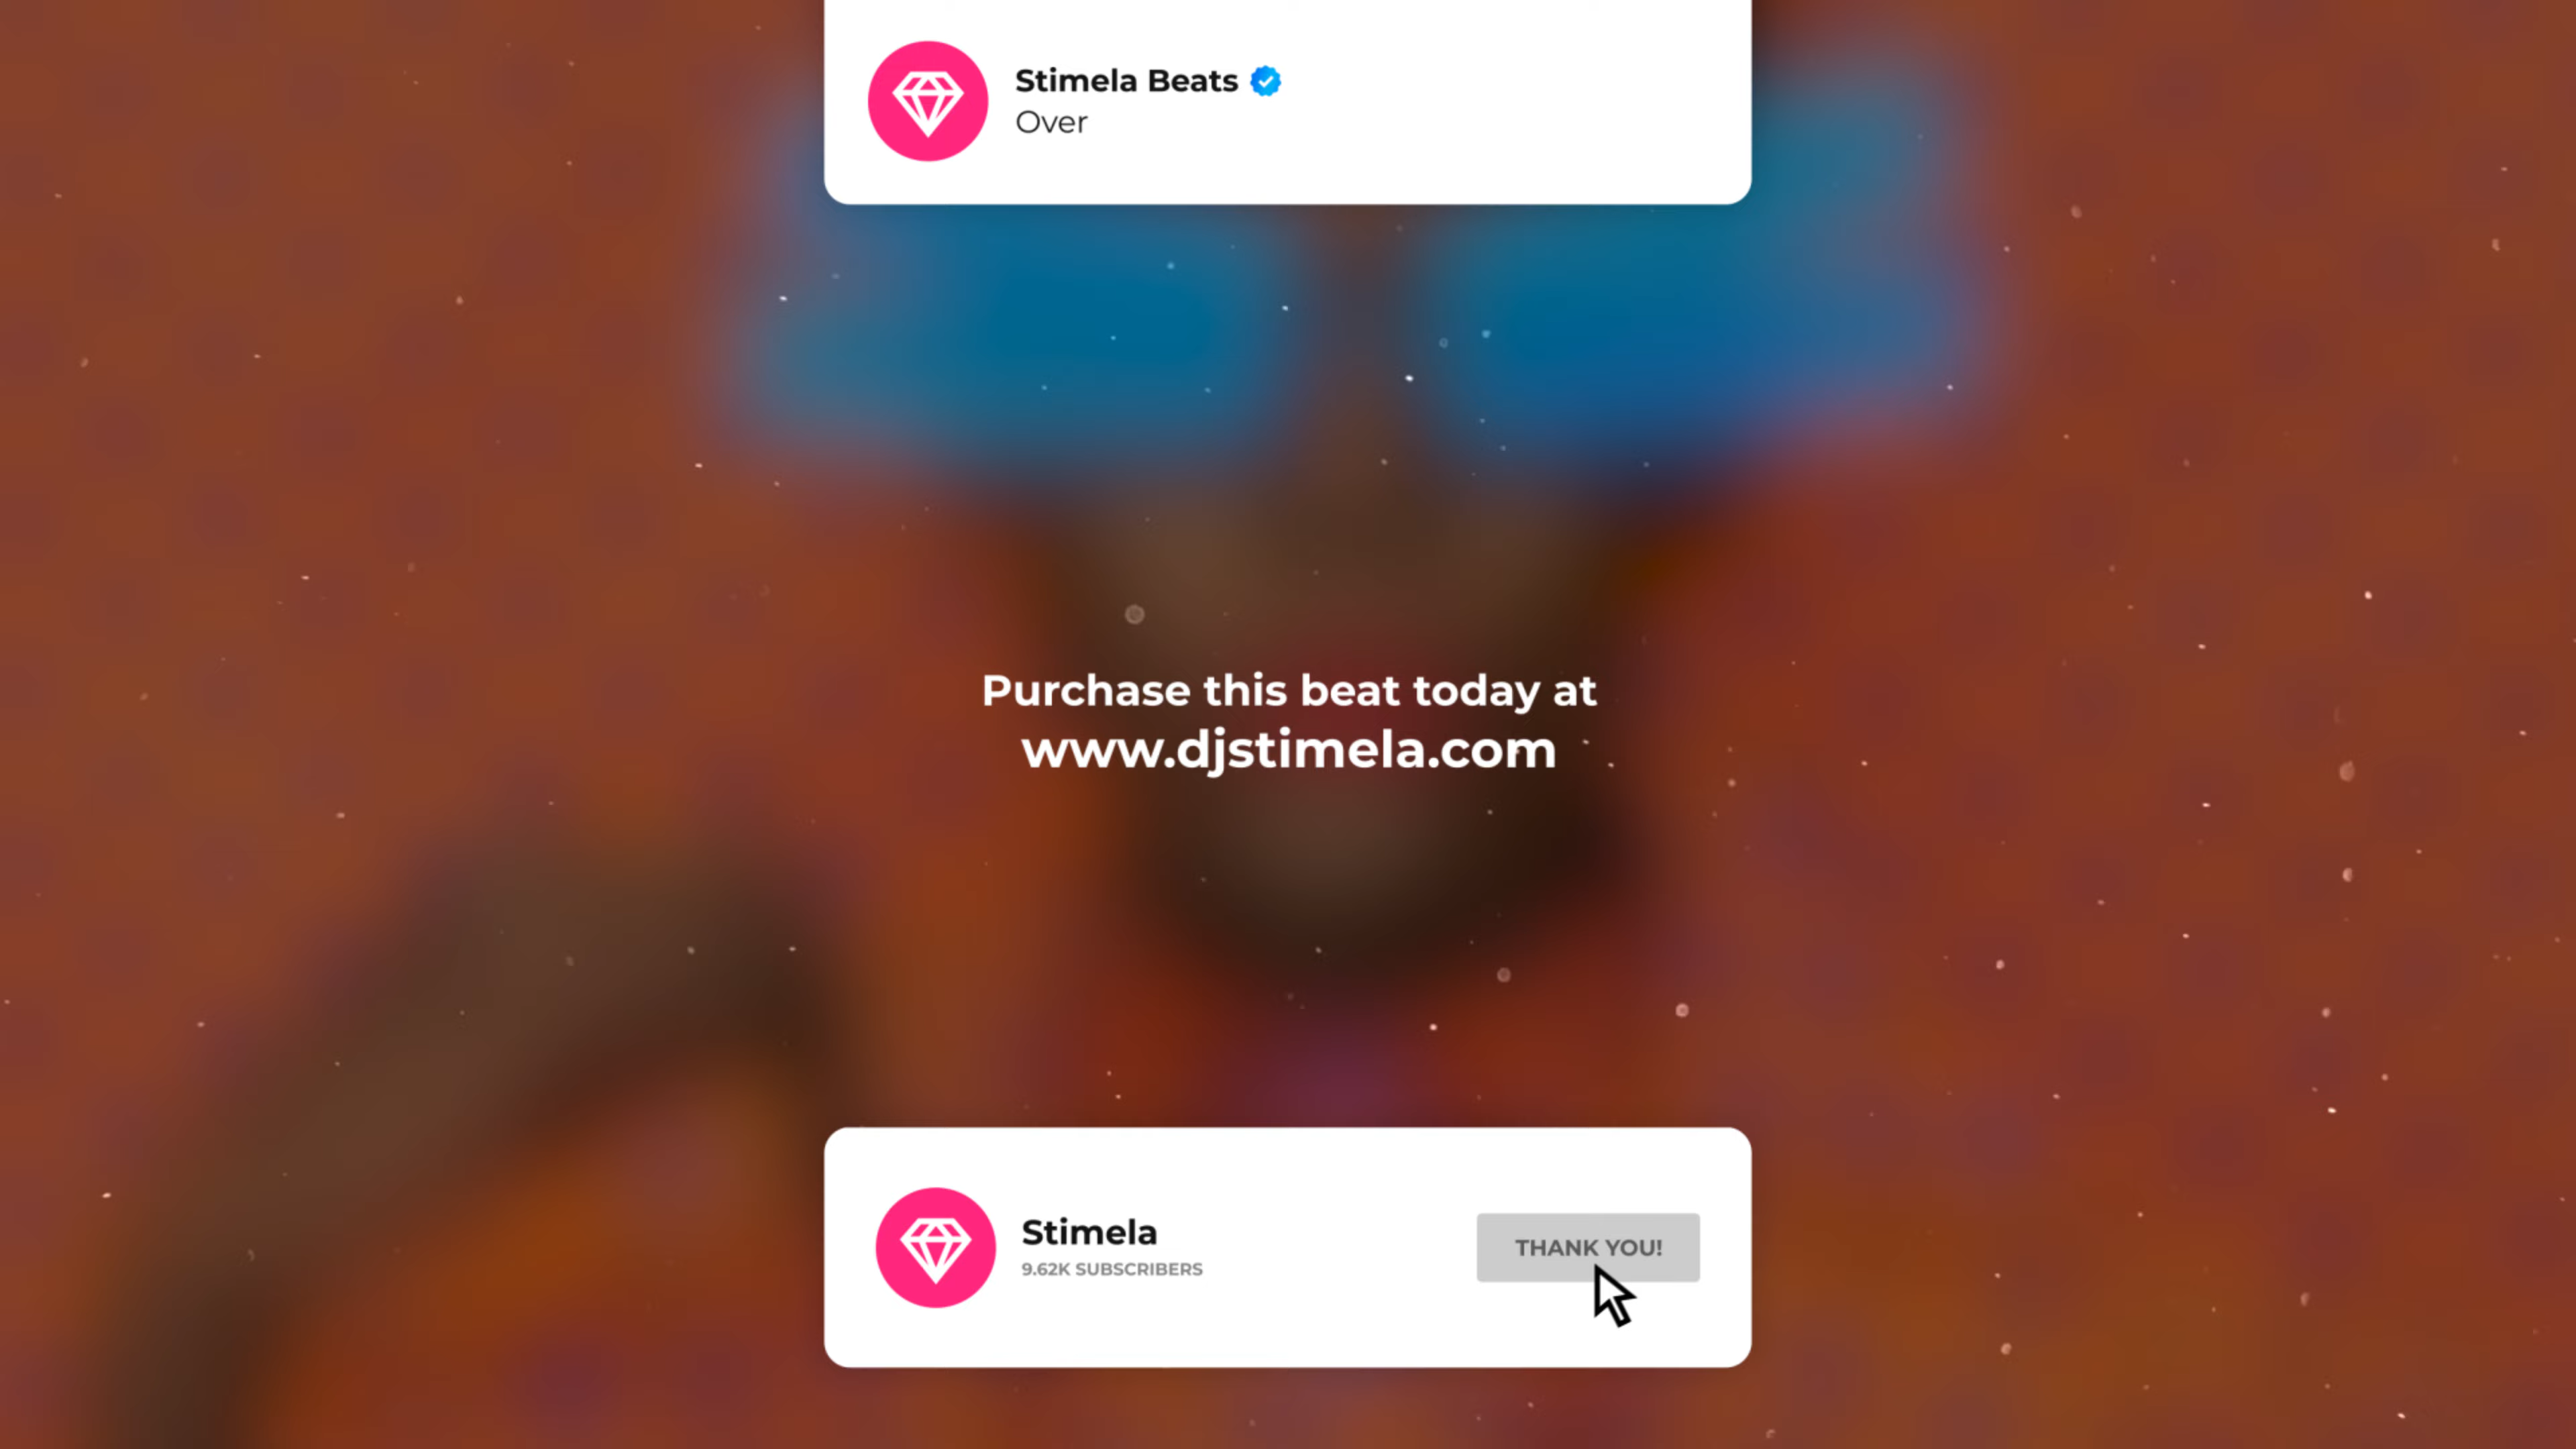 Stimela Beats
Over
Purchase this beat today at
www.djstimela.com
Stimela
9.62K SUBSCRIBERS
THANK YOU!